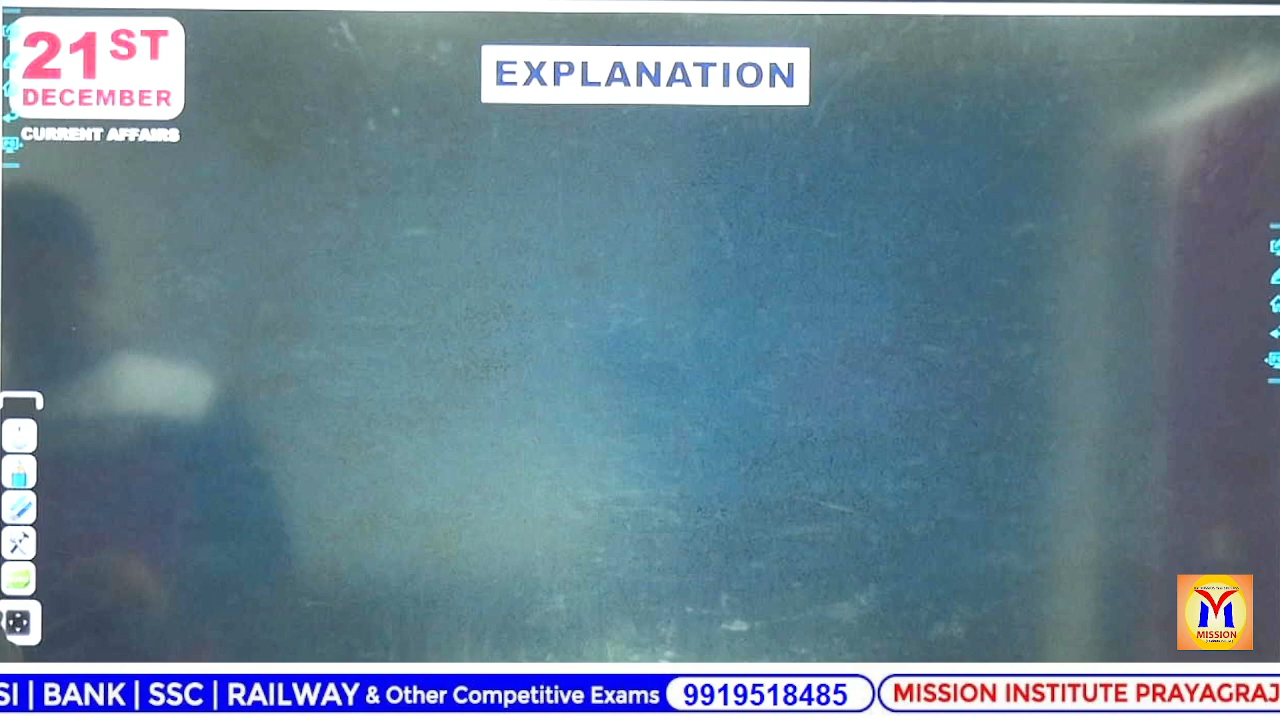 21ST
DECEMBER
CURRENT AFFAIRS
EXPLANATION
MISSION
SI | BANK | SSC | RAILWAY & Other Competitive Exams 9919518485 MISSION INSTITUTE PRAYAGRAJ